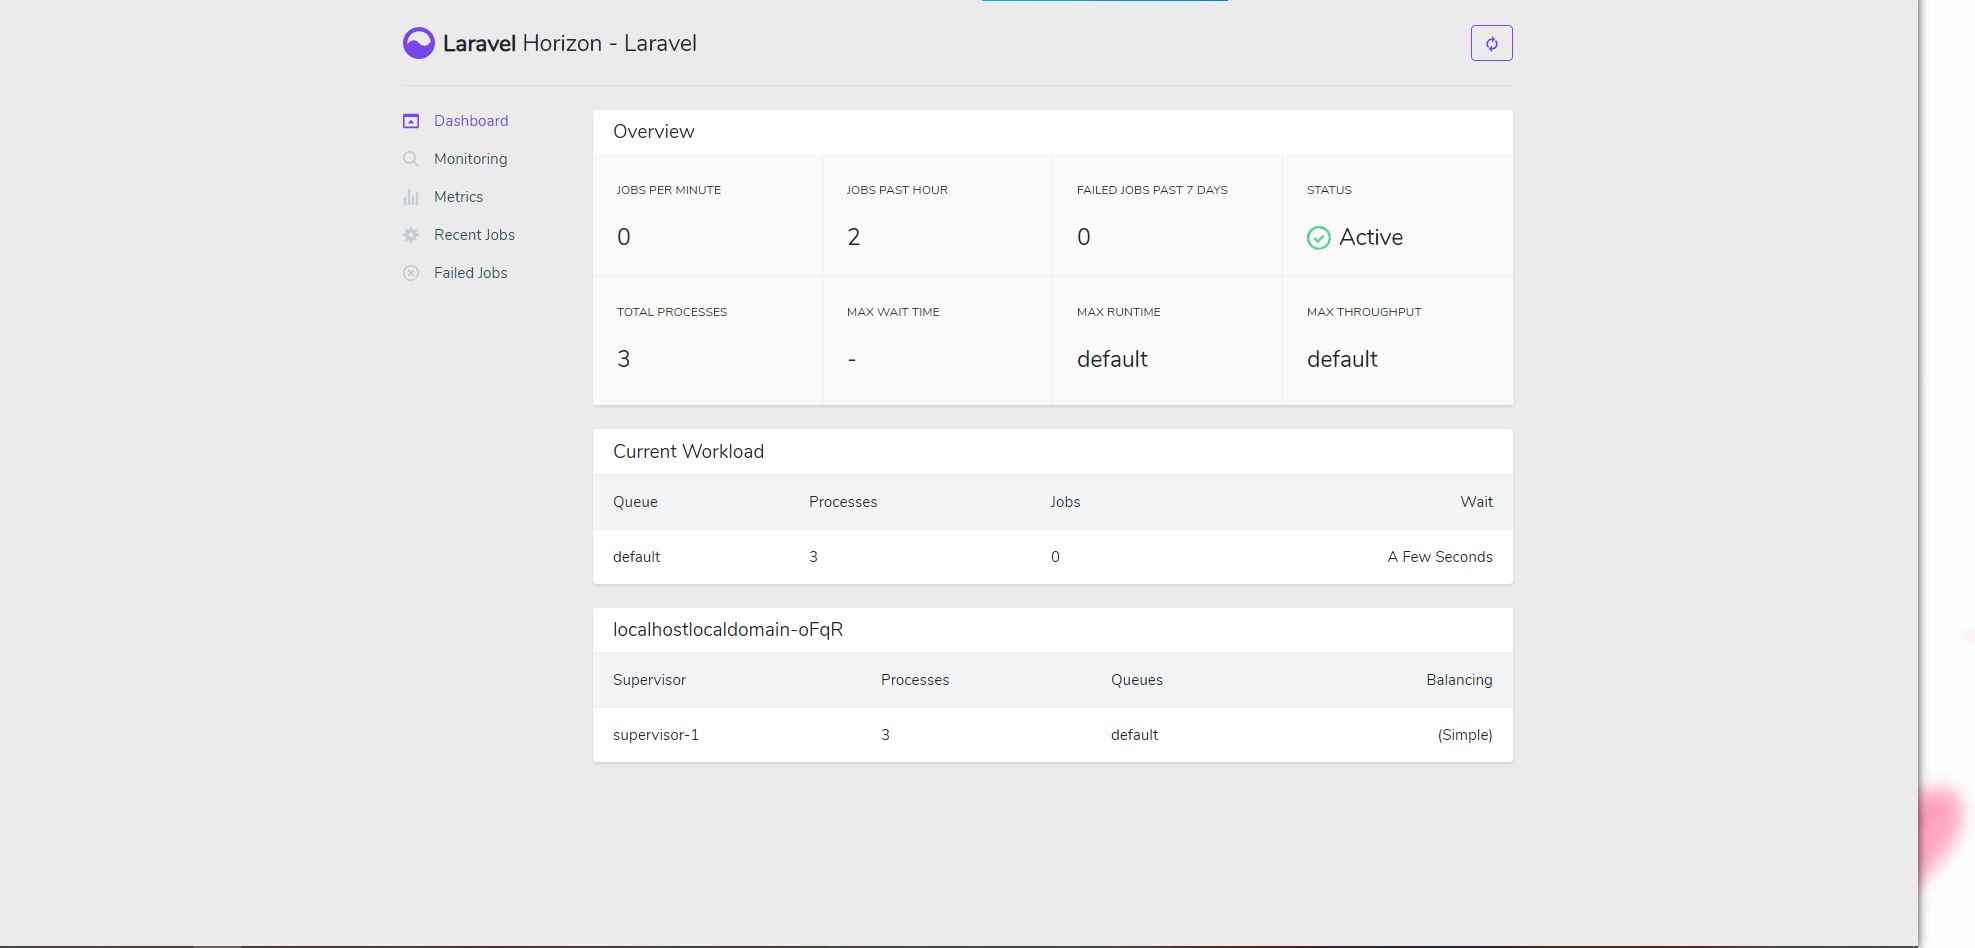 Laravel Horizon - Laravel
Dashboard
Monitoring
Metrics
Recent Jobs
Failed Jobs
Overview
JOBS PER MINUTE JOBS PAST HOUR FAILED JOBS PAST 7 DAYS STATUS
0 2 0 Active
TOTAL PROCESSES MAX WAIT TIME MAX RUNTIME MAX THROUGHPUT
3 - default default
Current Workload
Queue Processes Jobs Wait
default 3 0 A Few Seconds
localhostlocaldomain-oFqR
Supervisor Processes Queues Balancing
supervisor-1 3 default (Simple)